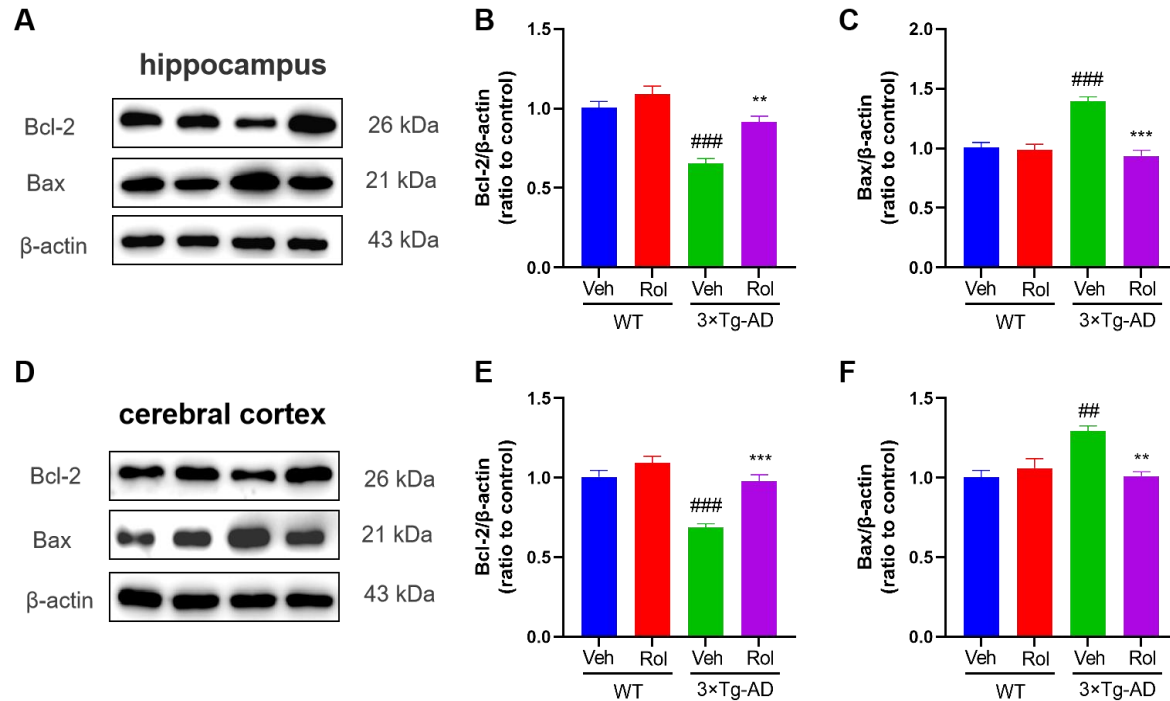 A
hippocampus
Bcl-2
26 kDa
Bax
21 kDa
β-actin
43 kDa
B
Bcl-2/β-actin
(ratio to control)
1.5
1.0
0.5
0.0
###
**
Veh Rol Veh Rol
WT 3×Tg-AD
C
Bax/β-actin
(ratio to control)
2.0
1.5
1.0
0.5
0.0
###
***
Veh Rol Veh Rol
WT 3×Tg-AD
D
cerebral cortex
Bcl-2
26 kDa
Bax
21 kDa
β-actin
43 kDa
E
Bcl-2/β-actin
(ratio to control)
1.5
1.0
0.5
0.0
###
***
Veh Rol Veh Rol
WT 3×Tg-AD
F
Bax/β-actin
(ratio to control)
1.5
1.0
0.5
0.0
##
**
Veh Rol Veh Rol
WT 3×Tg-AD